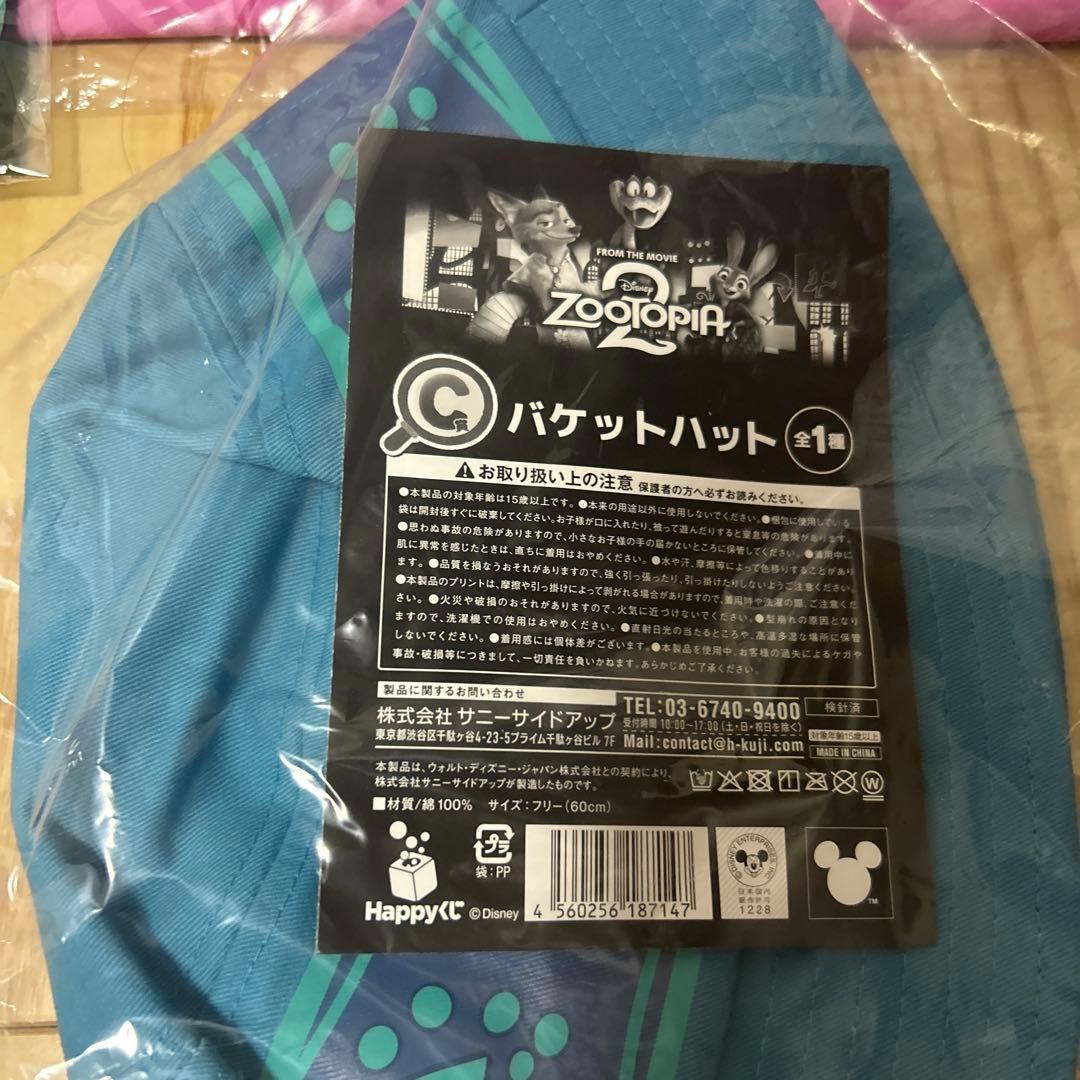 FROM THE MOVIE
Disney
ZOOTOPIA
2
C賞
バケットハット
全1種
お取り扱い上の注意 保護者の方へ必ずお読みください。
●本製品の対象年齢は15歳以上です。●本来の用途以外に使用しないでください。●梱包に使用している
袋は開封後すぐに破棄してください。お子様が口に入れたり、被って遊んだりすると窒息等の危険があります。
●思わぬ事故の危険がありますので、小さなお子様の手の届かないところに保管してください。●着用中に
肌に異常を感じたときは、直ちに着用はおやめください。●水や汗、摩擦等によって色移りすることがあり
ます。●品質を損なうおそれがありますので、強く引っ張ったり、引っ掛けたりしないようご注意ください。
●本製品のプリントは、摩擦や引っ掛けによって剥がれる場合がありますので、着用時や洗濯の際、ご注意くだ
さい。●火災や破損のおそれがありますので、火気に近づけないでください。●型崩れの原因となり
ますので、洗濯機での使用はおやめください。●直射日光の当たるところや、高温多湿な場所に保管
しないでください。●着用感には個体差がございます。●本製品を使用中、お客様の過失によるケガや
事故・破損等につきまして、一切責任を負いかねます。あらかじめご了承ください。
製品に関するお問い合わせ
株式会社 サニーサイドアップ
東京都渋谷区千駄ヶ谷4-23-5プライム千駄ヶ谷ビル 7F
TEL:03-6740-9400
受付時間 10:00~17:00(土・日・祝日を除く)
Mail:contact@h-kuji.com
検針済
対象年齢15歳以上
MADE IN CHINA
本製品は、ウォルト・ディズニー・ジャパン株式会社との契約により、
株式会社サニーサイドアップが製造したものです。
W
■材質/綿100% サイズ:フリー(60cm)
Happyくじ
©Disney
プラ
袋:PP
4 560256 187147
©DISNEY ENTERPRISES, INC.
日本国内
販売許可
1228
TM